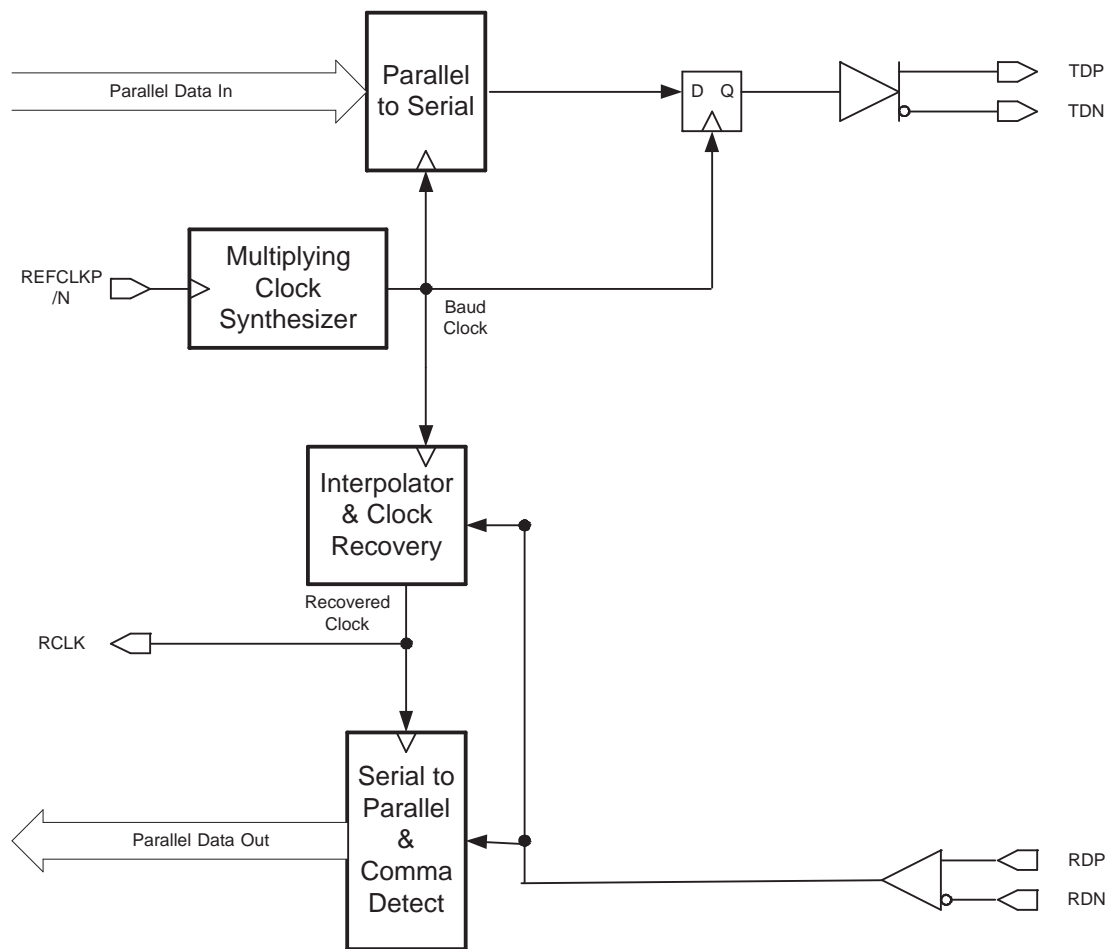 Parallel
to Serial
Parallel Data In
D Q
TDP
TDN
Multiplying
Clock
Synthesizer
REFCLKP
/N
Baud
Clock
Interpolator
& Clock
Recovery
Recovered
Clock
RCLK
Serial to
Parallel
&
Comma
Detect
Parallel Data Out
RDP
RDN